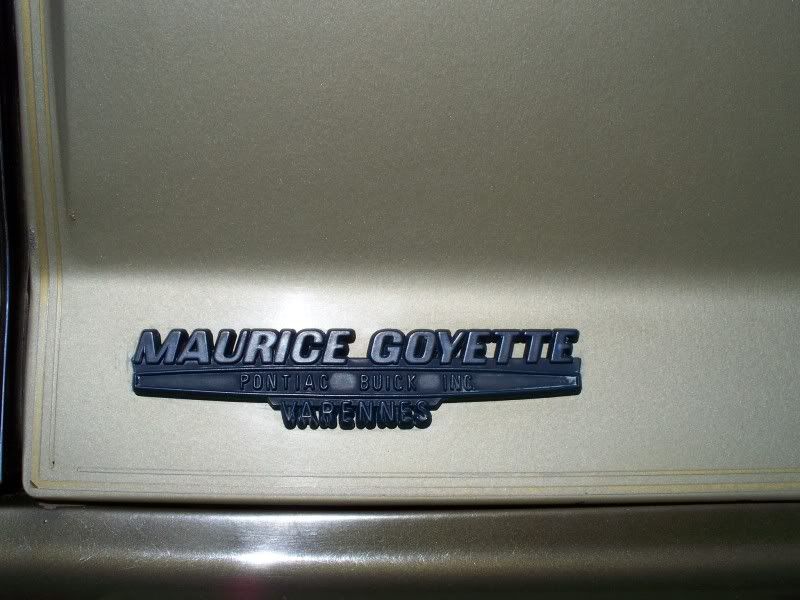 MAURICE GOYETTE
PONTIAC BUICK INC.
VARENNES